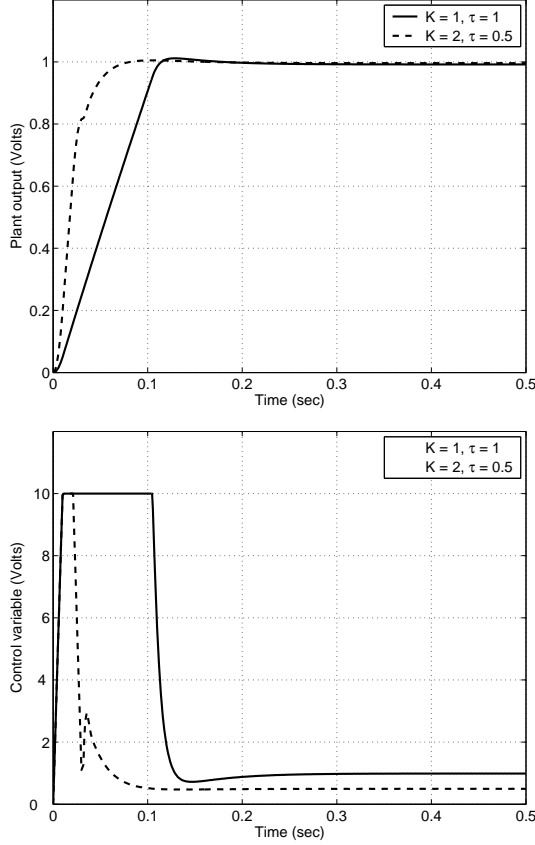 K = 1, τ = 1
K = 2, τ = 0.5
1
0.8
0.6
0.4
0.2
0
Plant output (Volts)
0 0.1 0.2 0.3 0.4 0.5
Time (sec)
K = 1, τ = 1
K = 2, τ = 0.5
10
8
6
4
2
0
Control variable (Volts)
0 0.1 0.2 0.3 0.4 0.5
Time (sec)